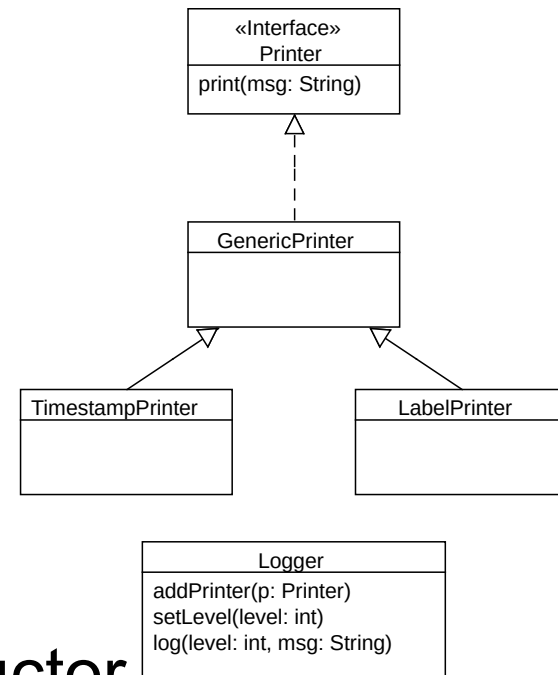 «Interface»
Printer
print(msg: String)
GenericPrinter
TimestampPrinter
LabelPrinter
Logger
addPrinter(p: Printer)
setLevel(level: int)
log(level: int, msg: String)
uctor